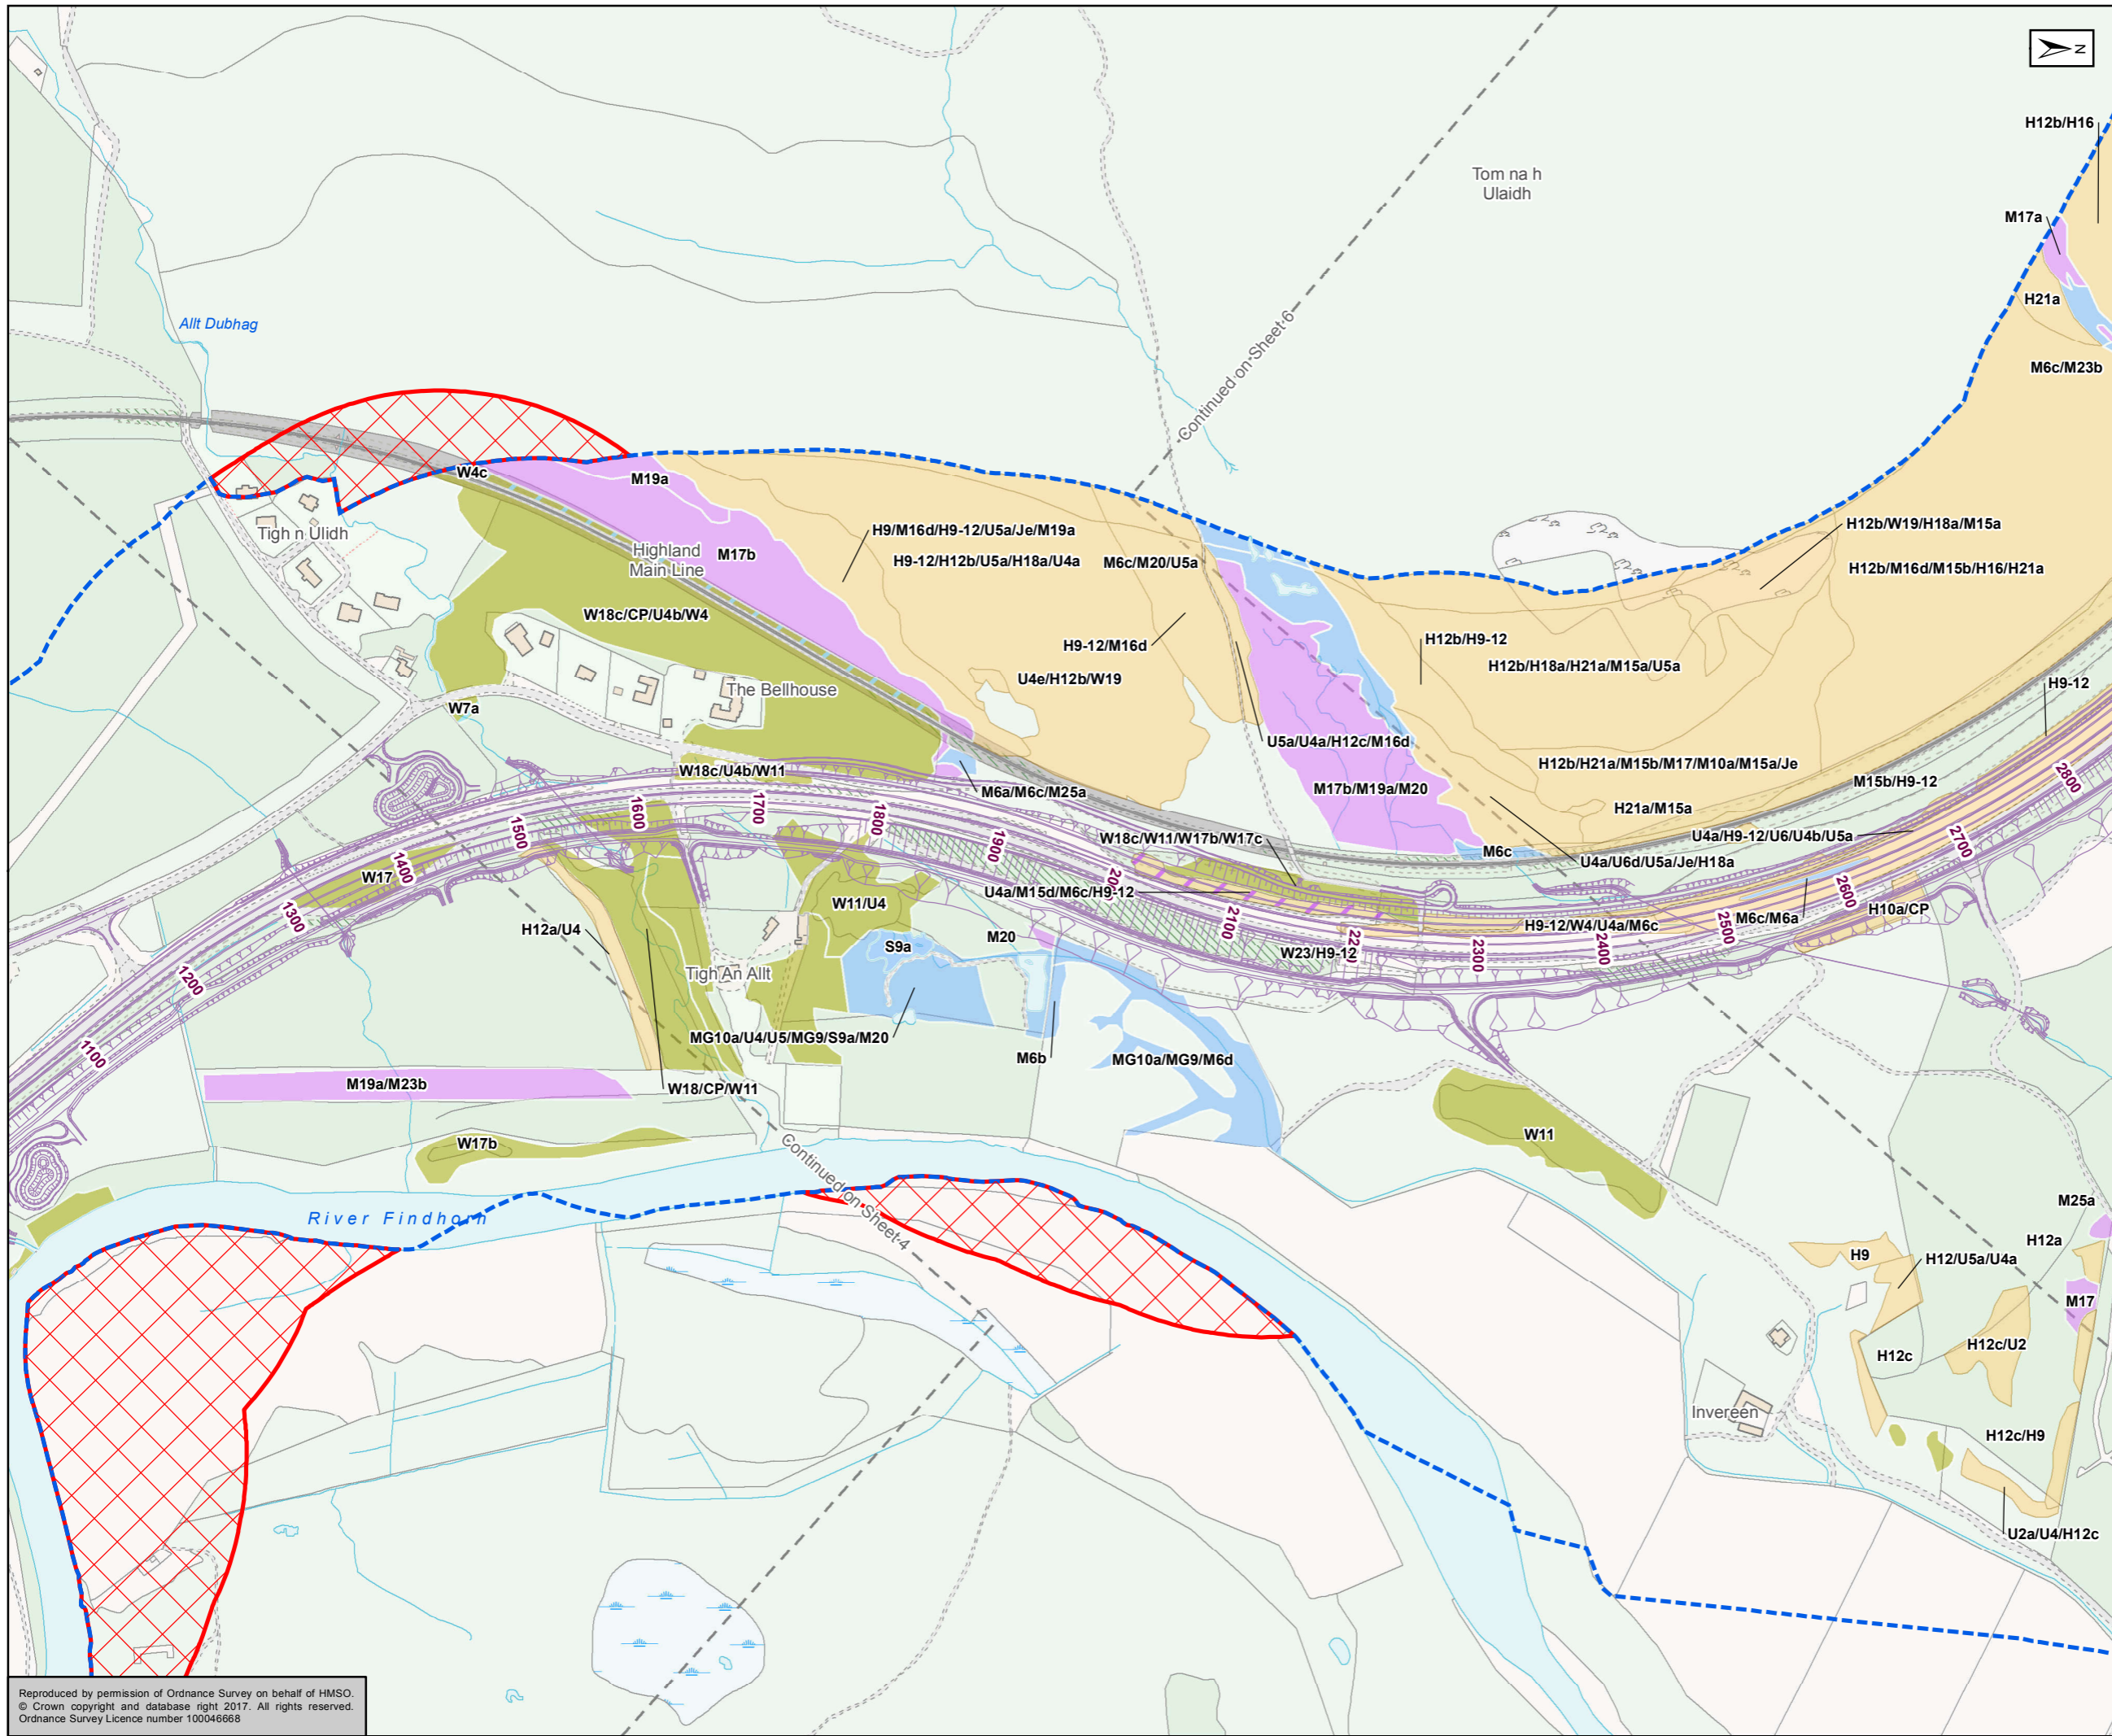 N
H12b/H16
Tom na h
Ulaidh
M17a
H21a
Allt Dubhag
Continued on Sheet 6
M6c/M23b
W4c
M19a
Tigh n Ulidh
H9/M16d/H9-12/U5a/Je/M19a
H12b/W19/H18a/M15a
Highland
Main Line
M17b
H9-12/H12b/U5a/H18a/U4a
M6c/M20/U5a
H12b/M16d/M15b/H16/H21a
W18c/CP/U4b/W4
H9-12/M16d
H12b/H9-12
H12b/H18a/H21a/M15a/U5a
U4e/H12b/W19
H9-12
The Bellhouse
W7a
U5a/U4a/H12c/M16d
W18c/U4b/W11
H12b/H21a/M15b/M17/M10a/M15a/Je
M6a/M6c/M25a
M17b/M19a/M20
M15b/H9-12
2800
H21a/M15a
1600
1700
1800
1500
1900
W18c/W11/W17b/W17c
M6c
U4a/H9-12/U6/U4b/U5a
2700
U4a/U6d/U5a/Je/H18a
1400
W17
U4a/M15d/M6c/H9-12
2600
1300
W11/U4
H10a/CP
H12a/U4
S9a
M20
2100
H9-12/W4/U4a/M6c
M6c/M6a
2500
2400
2300
W23/H9-12
1200
Tigh An Allt
MG10a/U4/U5/MG9/S9a/M20
M6b
MG10a/MG9/M6d
1100
M19a/M23b
W18/CP/W11
W17b
W11
Continued on Sheet 4
River Findhorn
M25a
H12a
H9
H12/U5a/U4a
M17
H12c/U2
H12c
Invereen
H12c/H9
U2a/U4/H12c
Reproduced by permission of Ordnance Survey on behalf of HMSO.
© Crown copyright and database right 2017. All rights reserved.
Ordnance Survey Licence number 100046668